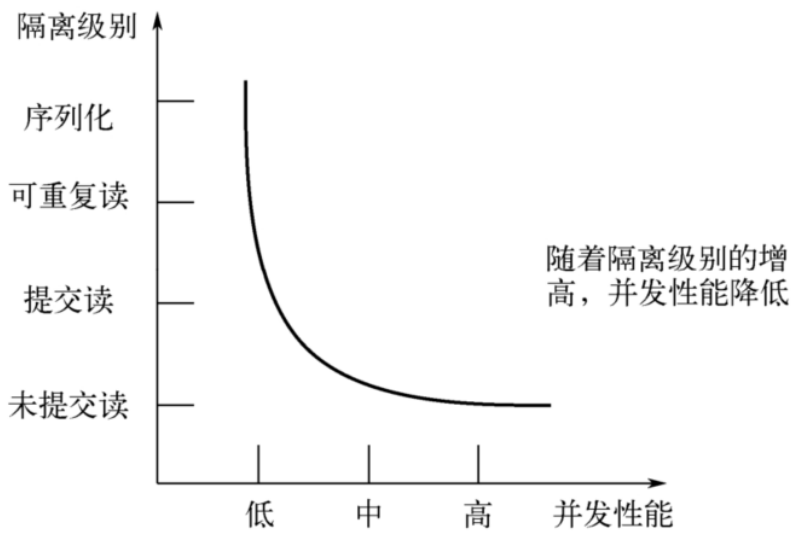 隔离级别
序列化
可重复读
提交读
未提交读
随着隔离级别的增
高，并发性能降低
低
中
高
并发性能